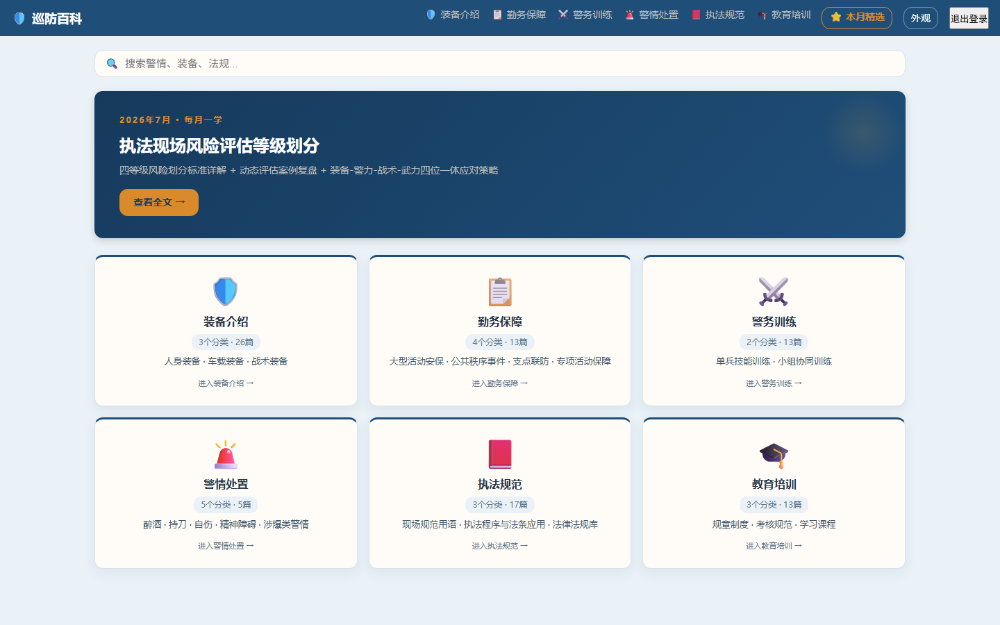 巡防百科
装备介绍 勤务保障 警务训练 警情处置 执法规范 教育培训 本月精选 外观 退出登录
搜索警情、装备、法规...
2026年7月 · 每月一学
执法现场风险评估等级划分
四等级风险划分标准详解 + 动态评估案例复盘 + 装备-警力-战术-武力四位一体应对策略
查看全文 →
装备介绍
3个分类 · 26篇
人身装备 · 车载装备 · 战术装备
进入装备介绍 →
勤务保障
4个分类 · 13篇
大型活动安保 · 公共秩序事件 · 支点联防 · 专项活动保障
进入勤务保障 →
警务训练
2个分类 · 13篇
单兵技能训练 · 小组协同训练
进入警务训练 →
警情处置
5个分类 · 5篇
醉酒 · 持刀 · 自伤 · 精神障碍 · 涉爆类警情
进入警情处置 →
执法规范
3个分类 · 17篇
现场规范用语 · 执法程序与法条应用 · 法律法规库
进入执法规范 →
教育培训
3个分类 · 13篇
规章制度 · 考核规范 · 学习课程
进入教育培训 →